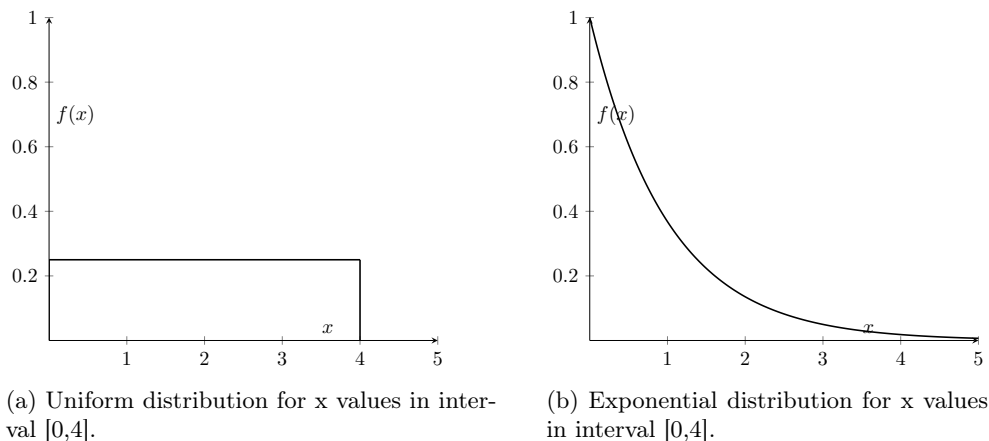 1
0.8
f(x)
0.6
0.4
0.2
x
1 2 3 4 5
(a) Uniform distribution for x values in inter-
val [0,4].
1
0.8
f(x)
0.6
0.4
0.2
x
1 2 3 4 5
(b) Exponential distribution for x values
in interval [0,4].